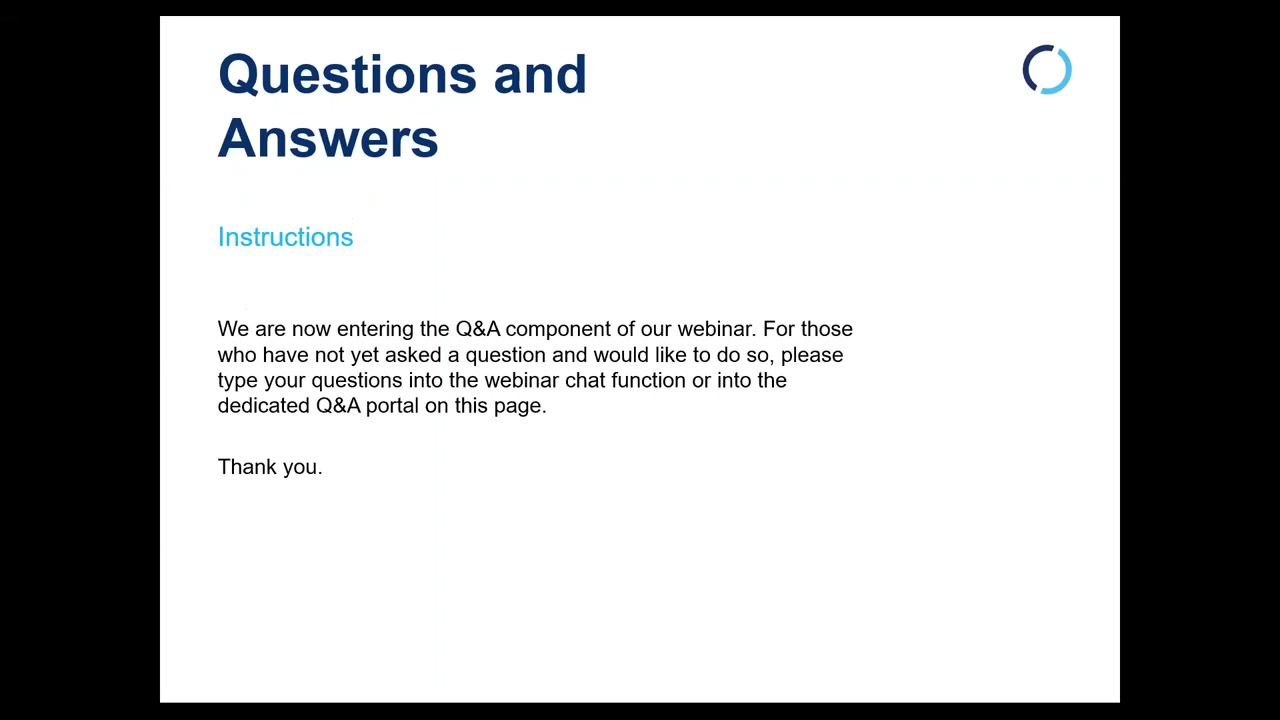 Questions and
Answers
Instructions
We are now entering the Q&A component of our webinar. For those
who have not yet asked a question and would like to do so, please
type your questions into the webinar chat function or into the
dedicated Q&A portal on this page.
Thank you.